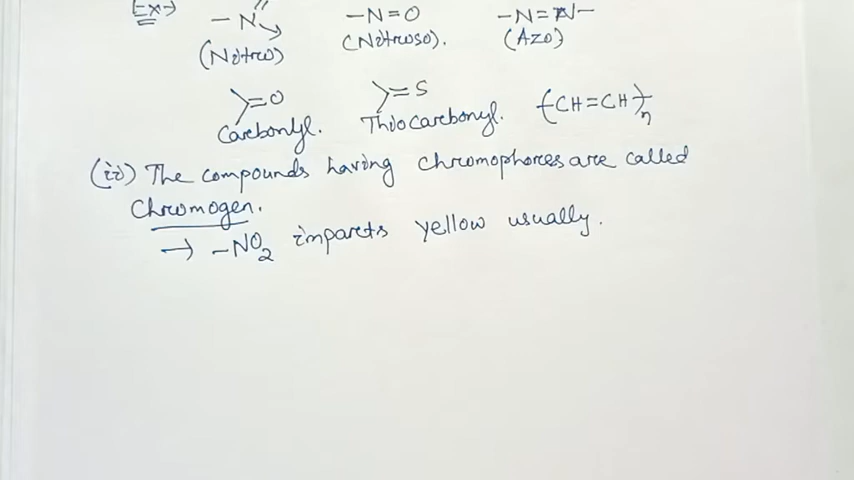 Ex→ -N -N=O -N=N-
(Nitro) (Nitroso). (Azo)
=O =S (CH=CH)n
Carbonyl. Thiocarbonyl.
(ii) The compounds having chromophores are called
Chromogen.
→ -NO2 imparts yellow usually.